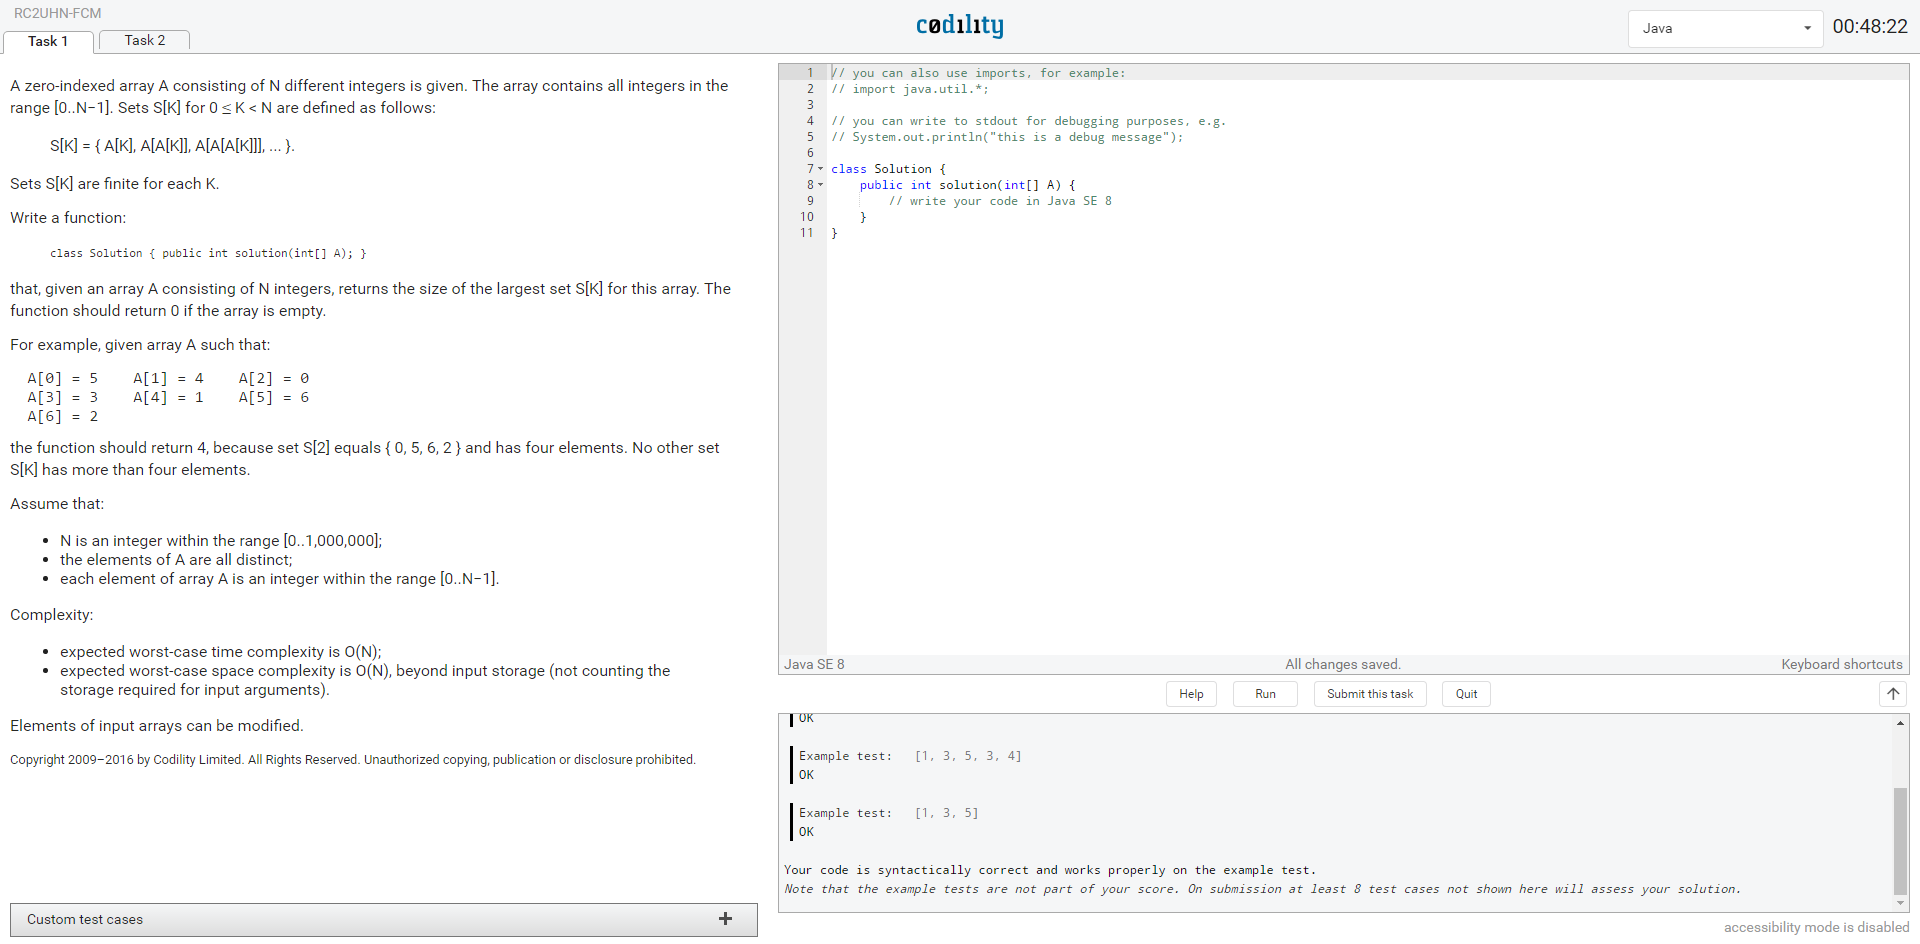 RC2UHN-FCM
Task 1
Task 2
cødility
Java
00:48:22
A zero-indexed array A consisting of N different integers is given. The array contains all integers in the
range [0..N−1]. Sets S[K] for 0 ≤ K < N are defined as follows:
S[K] = { A[K], A[A[K]], A[A[A[K]]], ... }.
Sets S[K] are finite for each K.
Write a function:
class Solution { public int solution(int[] A); }
that, given an array A consisting of N integers, returns the size of the largest set S[K] for this array. The
function should return 0 if the array is empty.
For example, given array A such that:
A[0] = 5    A[1] = 4    A[2] = 0
A[3] = 3    A[4] = 1    A[5] = 6
A[6] = 2
the function should return 4, because set S[2] equals { 0, 5, 6, 2 } and has four elements. No other set
S[K] has more than four elements.
Assume that:
• N is an integer within the range [0..1,000,000];
• the elements of A are all distinct;
• each element of array A is an integer within the range [0..N−1].
Complexity:
• expected worst-case time complexity is O(N);
• expected worst-case space complexity is O(N), beyond input storage (not counting the
storage required for input arguments).
Elements of input arrays can be modified.
Copyright 2009–2016 by Codility Limited. All Rights Reserved. Unauthorized copying, publication or disclosure prohibited.
Custom test cases
1 // you can also use imports, for example:
2 // import java.util.*;
3
4 // you can write to stdout for debugging purposes, e.g.
5 // System.out.println("this is a debug message");
6
7 class Solution {
8     public int solution(int[] A) {
9         // write your code in Java SE 8
10     }
11 }
Java SE 8
All changes saved.
Keyboard shortcuts
Help
Run
Submit this task
Quit
OK
Example test:   [1, 3, 5, 3, 4]
OK
Example test:   [1, 3, 5]
OK
Your code is syntactically correct and works properly on the example test.
Note that the example tests are not part of your score. On submission at least 8 test cases not shown here will assess your solution.
accessibility mode is disabled